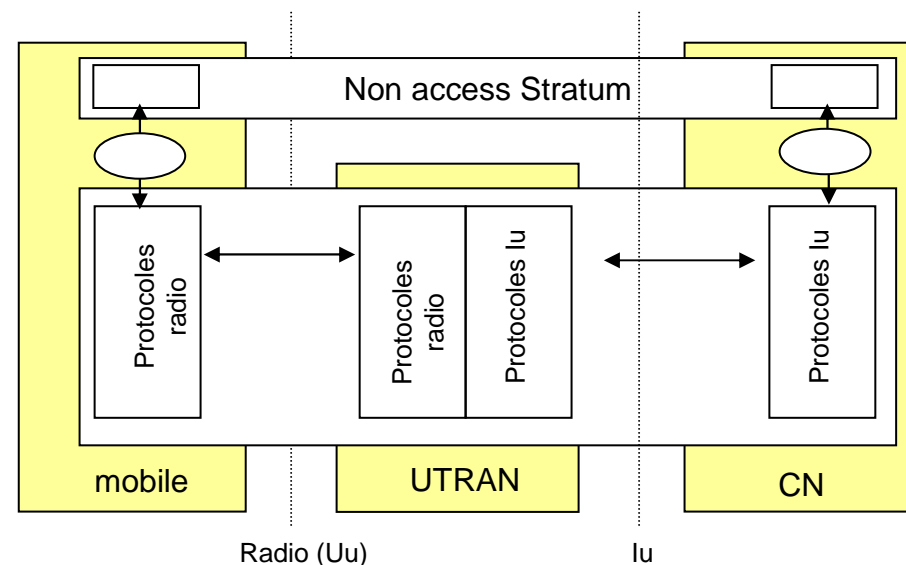 Non access Stratum
Protocoles
radio
Protocoles
radio
Protocoles Iu
Protocoles Iu
mobile
UTRAN
CN
Radio (Uu)
Iu